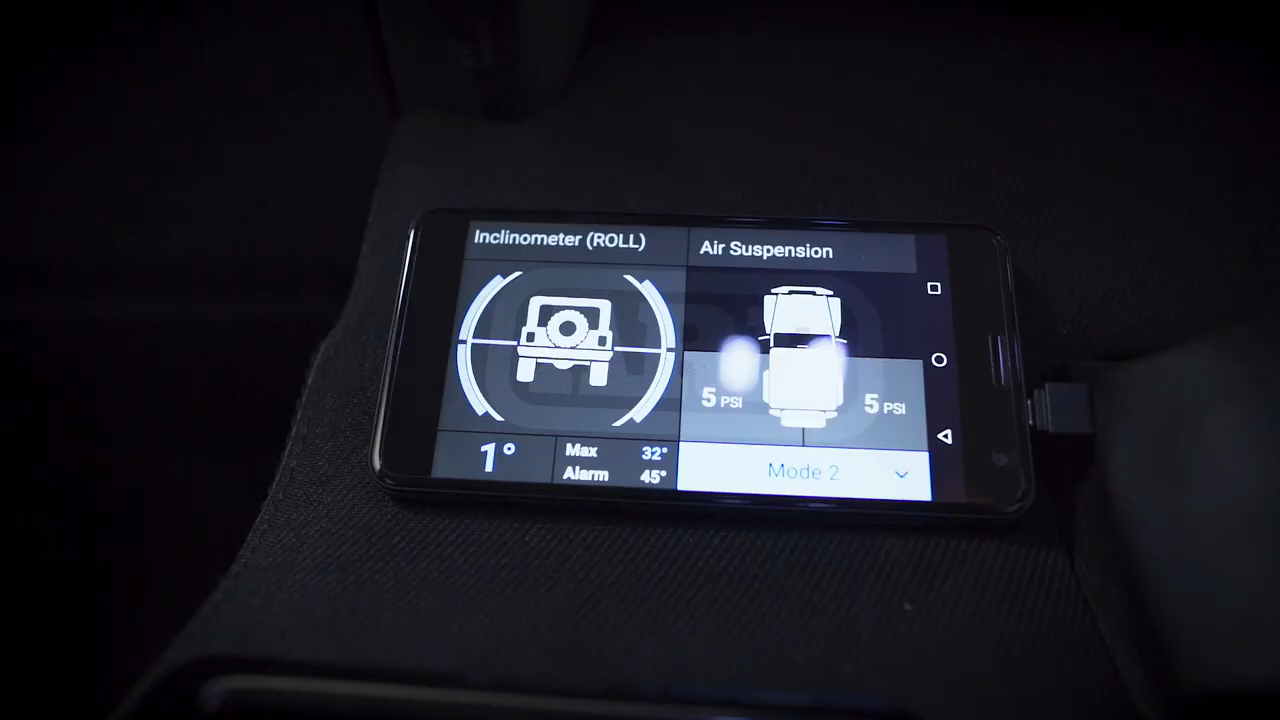 Inclinometer (ROLL)
1°
Max 32°
Alarm 45°
Air Suspension
5 PSI
5 PSI
Mode 2